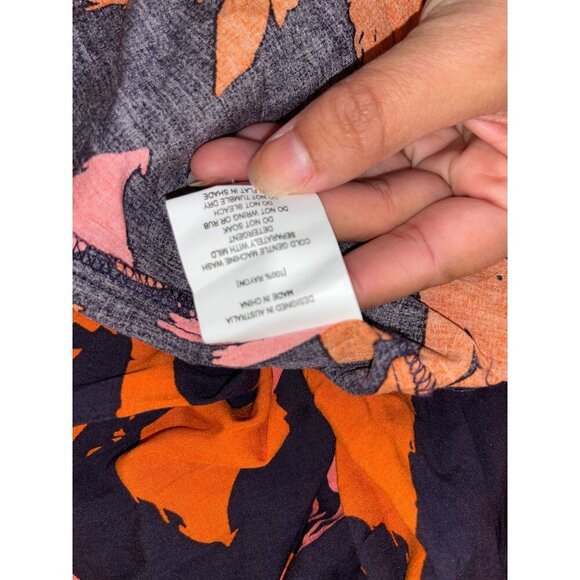 DESIGNED IN AUSTRALIA
MADE IN CHINA
[100% RAYON]
COLD GENTLE MACHINE WASH
SEPARATELY WITH MILD
DETERGENT
DO NOT SOAK
DO NOT WRING OR RUB
DO NOT BLEACH
DO NOT TUMBLE DRY
FLAT IN SHADE